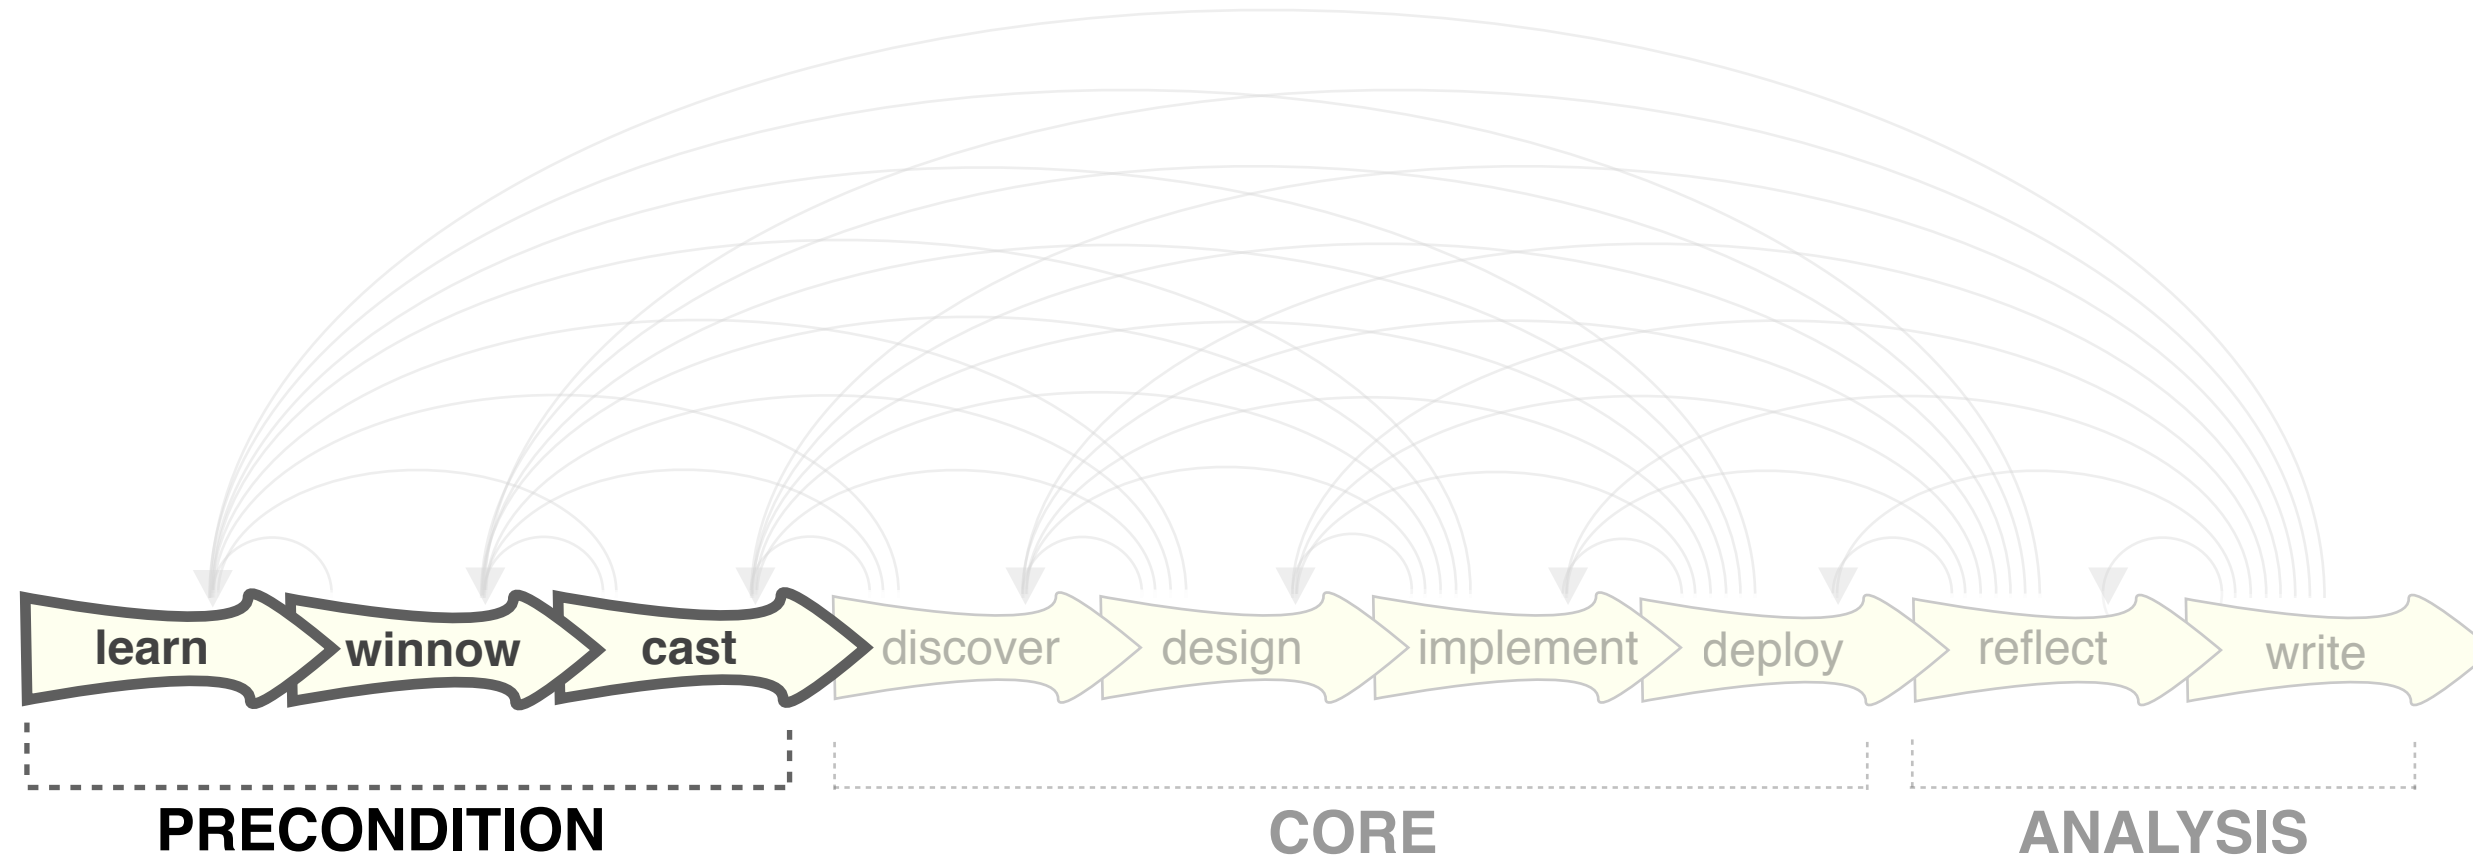 learn
winnow
cast
discover
design
implement
deploy
reflect
write
PRECONDITION
CORE
ANALYSIS